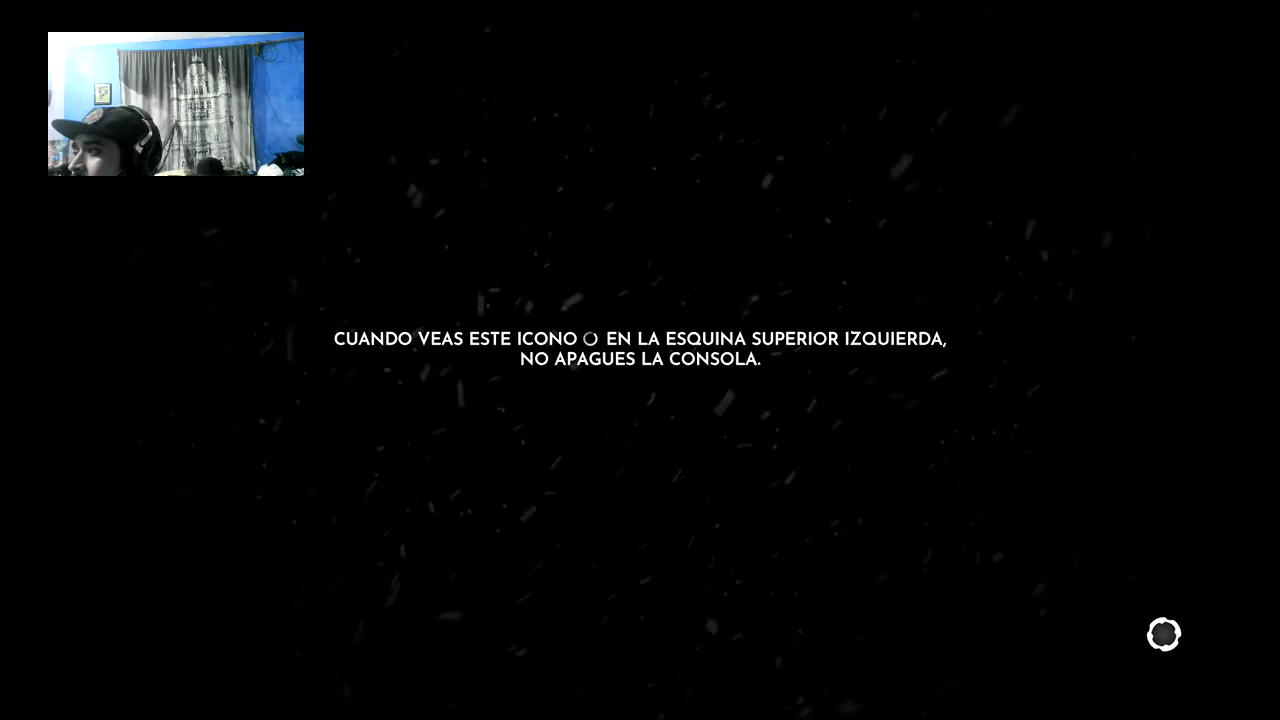 CUANDO VEAS ESTE ICONO EN LA ESQUINA SUPERIOR IZQUIERDA,
NO APAGUES LA CONSOLA.